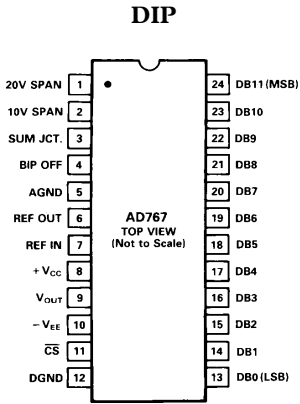 DIP
20V SPAN 1
10V SPAN 2
SUM JCT. 3
BIP OFF 4
AGND 5
REF OUT 6
REF IN 7
+VCC 8
VOUT 9
−VEE 10
C̅S̅ 11
DGND 12
AD767
TOP VIEW
(Not to Scale)
24 DB11(MSB)
23 DB10
22 DB9
21 DB8
20 DB7
19 DB6
18 DB5
17 DB4
16 DB3
15 DB2
14 DB1
13 DB0(LSB)